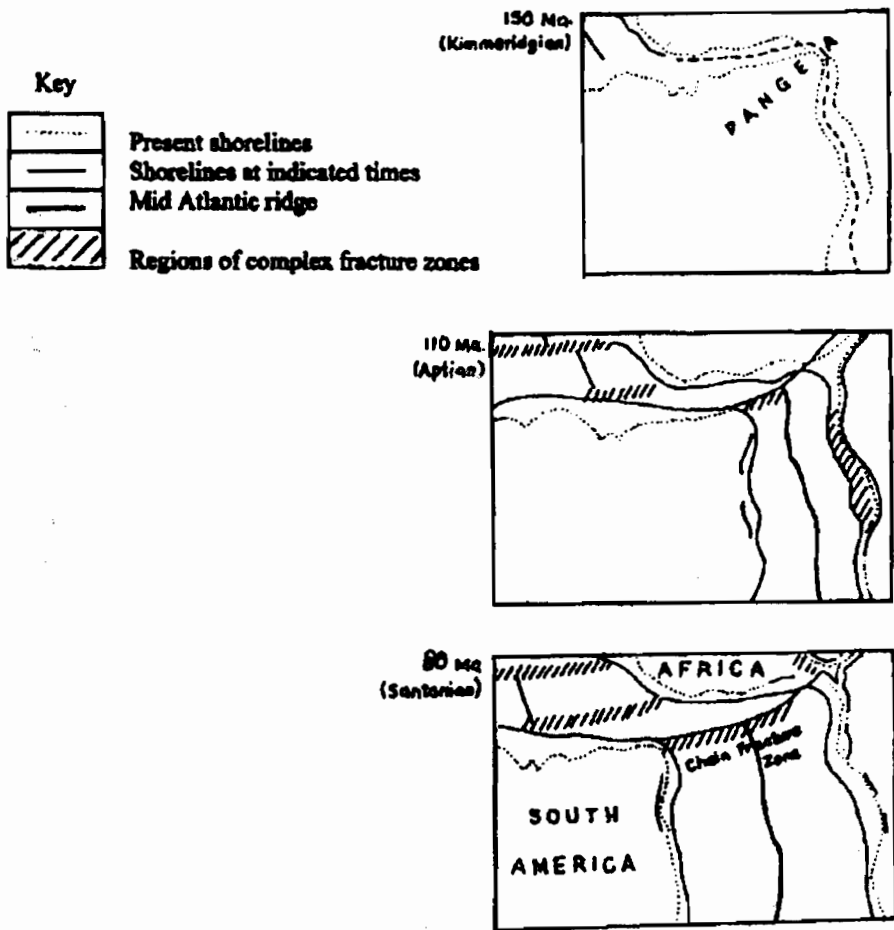 150 Ma.
(Kimmeridgian)
PANGEA
Key
Present shorelines
Shorelines at indicated times
Mid Atlantic ridge
Regions of complex fracture zones
110 Ma.
(Aptian)
80 Ma
(Santonian)
AFRICA
Chain Fracture
Zone
SOUTH
AMERICA